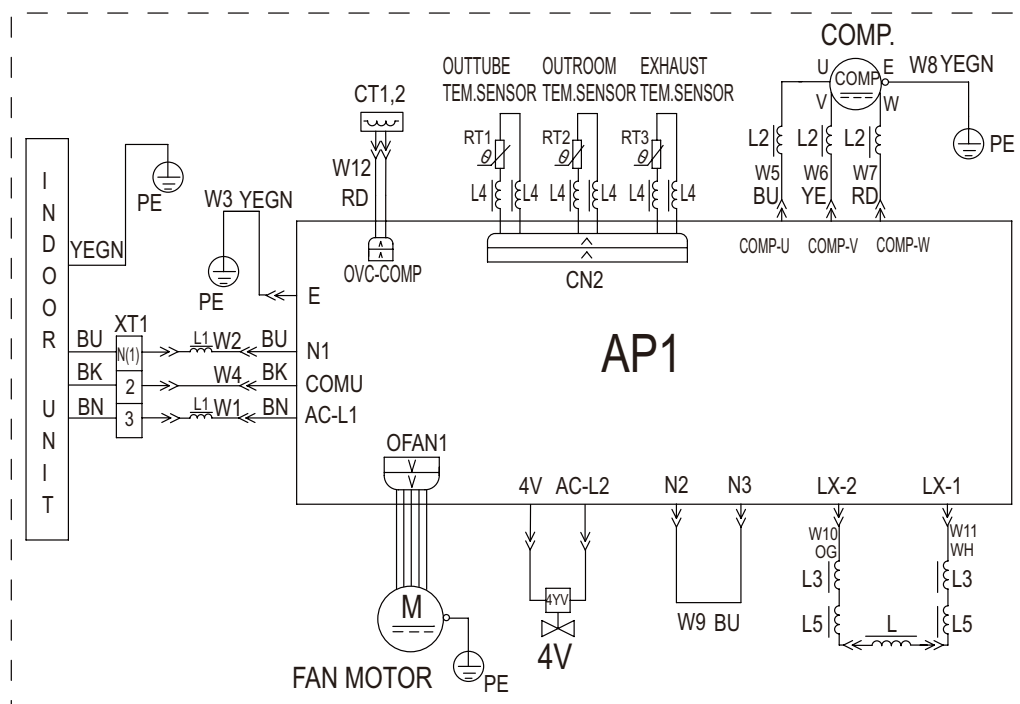 COMP.
OUTTUBE OUTROOM EXHAUST
TEM.SENSOR TEM.SENSOR TEM.SENSOR
U E W8 YEGN
COMP
V W
CT1,2
RT1 RT2 RT3
θ θ θ
L2 L2 L2
PE
W12
RD
L4 L4 L4 L4 L4 L4
W5 W6 W7
BU YE RD
PE
W3 YEGN
INDOOR UNIT
YEGN
COMP-U COMP-V COMP-W
OVC-COMP
CN2
PE
E
XT1
BU N(1) L1 W2 BU N1
BK 2 W4 BK COMU
BN 3 L1 W1 BN AC-L1
AP1
OFAN1
4V AC-L2 N2 N3 LX-2 LX-1
W10 W11
OG WH
L3 L3
M
4YV
W9 BU
L5 L L5
4V
FAN MOTOR
PE